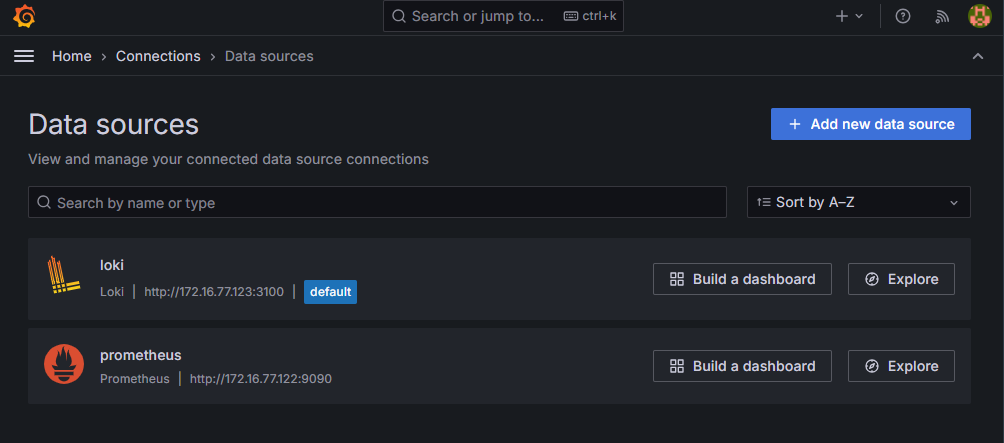 Search or jump to... ctrl+k
Home › Connections › Data sources
Data sources
+ Add new data source
View and manage your connected data source connections
Search by name or type
Sort by A–Z
loki
Loki | http://172.16.77.123:3100 | default
Build a dashboard
Explore
prometheus
Prometheus | http://172.16.77.122:9090
Build a dashboard
Explore